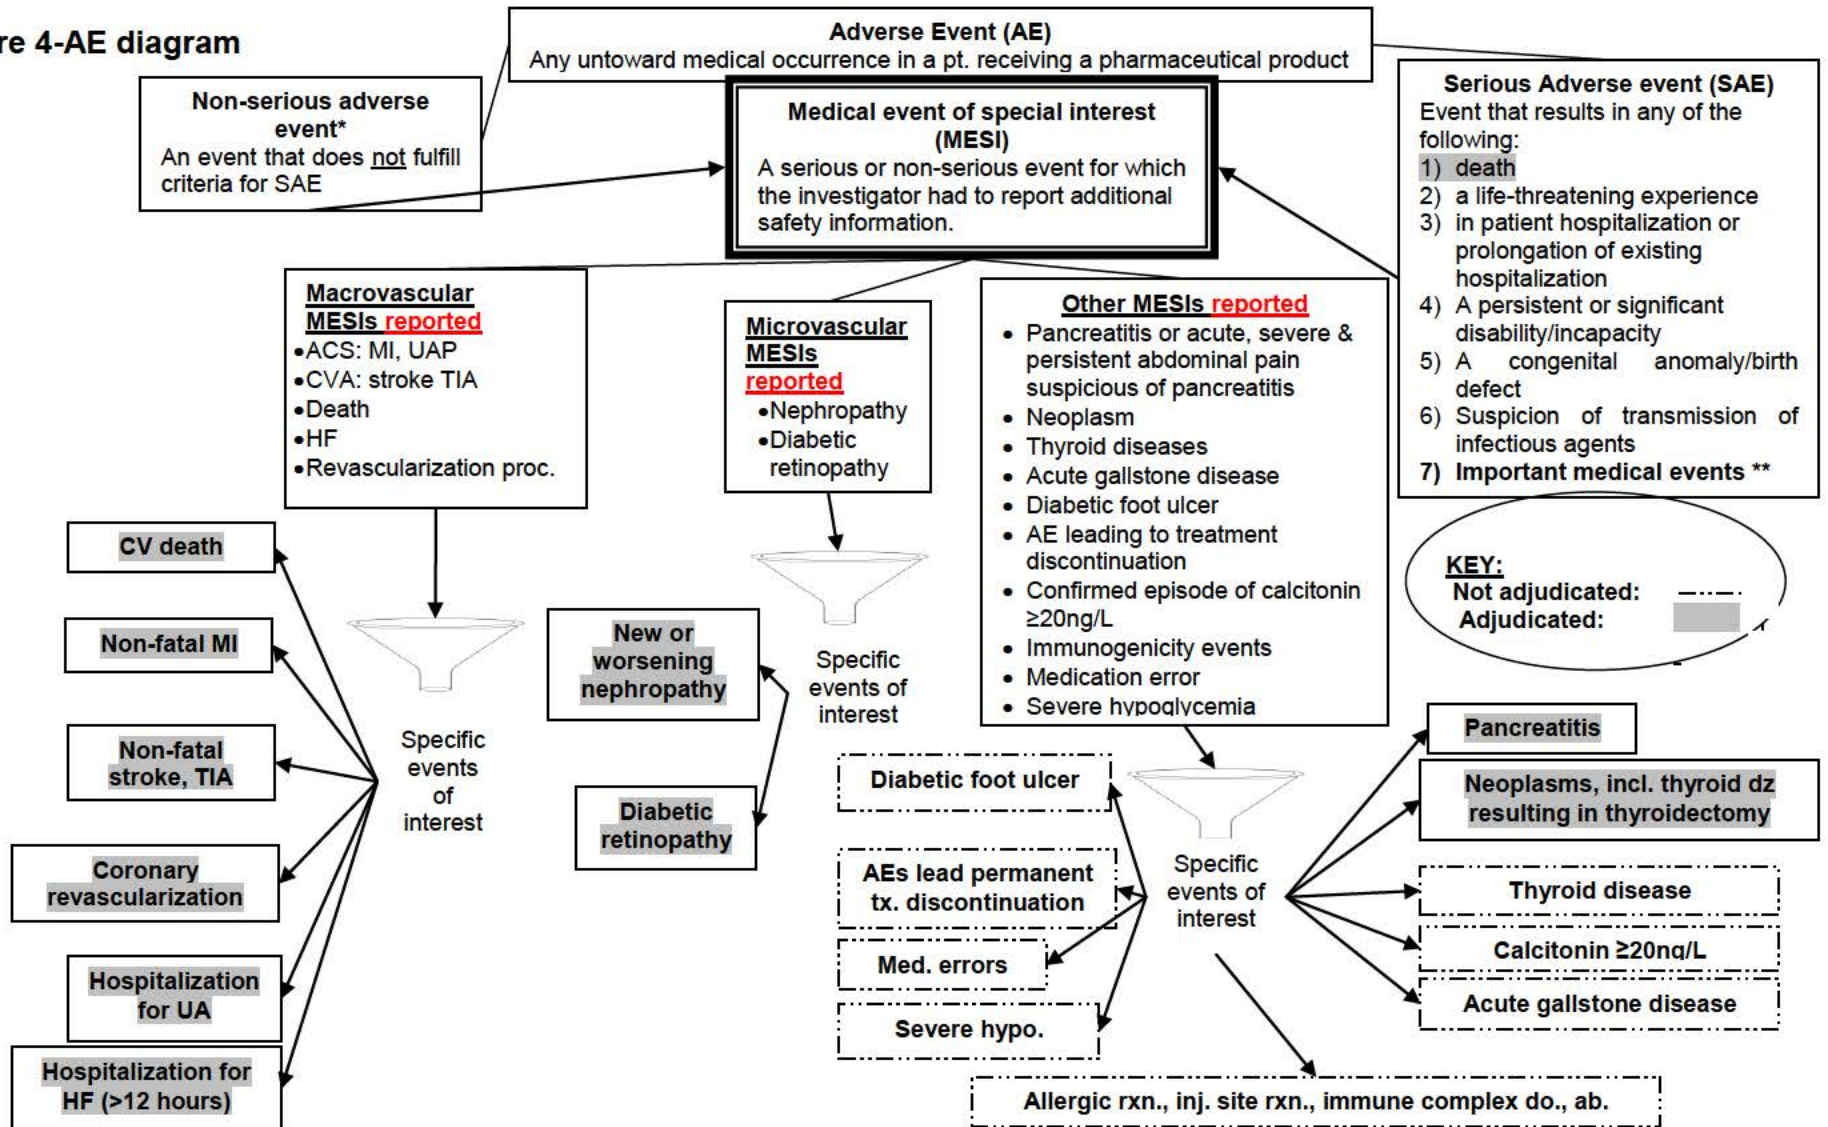 re 4-AE diagram
Adverse Event (AE)
Any untoward medical occurrence in a pt. receiving a pharmaceutical product
Non-serious adverse
event*
An event that does not fulfill
criteria for SAE
Medical event of special interest
(MESI)
A serious or non-serious event for which
the investigator had to report additional
safety information.
Serious Adverse event (SAE)
Event that results in any of the
following:
1) death
2) a life-threatening experience
3) in patient hospitalization or
prolongation of existing
hospitalization
4) A persistent or significant
disability/incapacity
5) A congenital anomaly/birth
defect
6) Suspicion of transmission of
infectious agents
7) Important medical events **
Macrovascular
MESIs reported
•ACS: MI, UAP
•CVA: stroke TIA
•Death
•HF
•Revascularization proc.
Microvascular
MESIs
reported
•Nephropathy
•Diabetic
retinopathy
Other MESIs reported
• Pancreatitis or acute, severe &
persistent abdominal pain
suspicious of pancreatitis
• Neoplasm
• Thyroid diseases
• Acute gallstone disease
• Diabetic foot ulcer
• AE leading to treatment
discontinuation
• Confirmed episode of calcitonin
≥20ng/L
• Immunogenicity events
• Medication error
• Severe hypoglycemia
KEY:
Not adjudicated:
Adjudicated:
CV death
Non-fatal MI
Non-fatal
stroke, TIA
Coronary
revascularization
Hospitalization
for UA
Hospitalization for
HF (>12 hours)
Specific
events
of
interest
New or
worsening
nephropathy
Diabetic
retinopathy
Specific
events of
interest
Diabetic foot ulcer
AEs lead permanent
tx. discontinuation
Med. errors
Severe hypo.
Specific
events of
interest
Pancreatitis
Neoplasms, incl. thyroid dz
resulting in thyroidectomy
Thyroid disease
Calcitonin ≥20ng/L
Acute gallstone disease
Allergic rxn., inj. site rxn., immune complex do., ab.